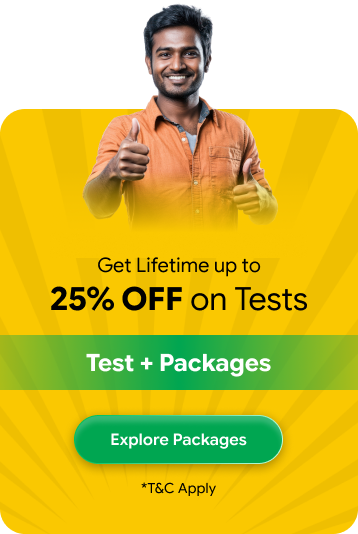 Get Lifetime up to
25% OFF on Tests
Test + Packages
Explore Packages
*T&C Apply